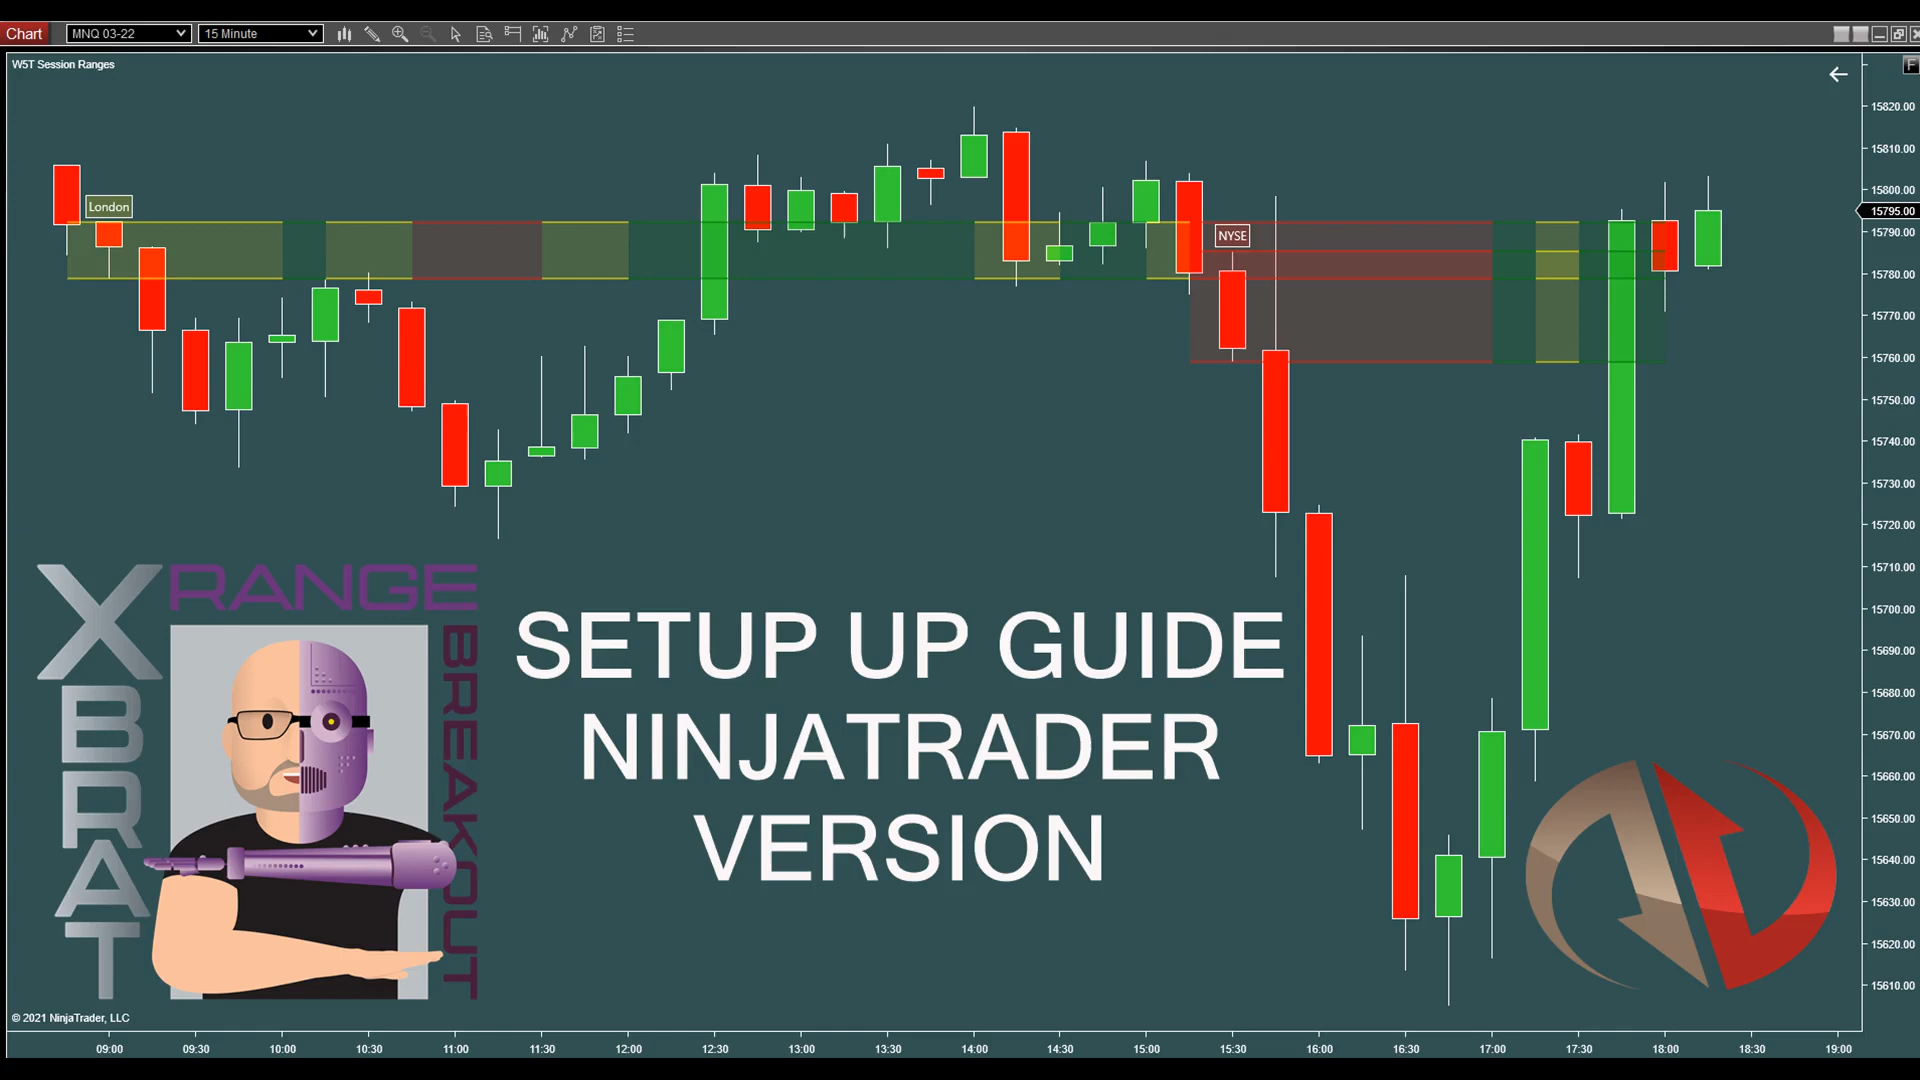 Chart
MNQ 03-22
15 Minute
W5T Session Ranges
F
15820.00
15810.00
15800.00
15795.00
15790.00
15780.00
15770.00
15760.00
15750.00
15740.00
15730.00
15720.00
15710.00
15700.00
15690.00
15680.00
15670.00
15660.00
15650.00
15640.00
15630.00
15620.00
15610.00
London
NYSE
XRANGE
BREAKOUT
XBRAT
SETUP UP GUIDE
NINJATRADER
VERSION
© 2021 NinjaTrader, LLC
09:00 09:30 10:00 10:30 11:00 11:30 12:00 12:30 13:00 13:30 14:00 14:30 15:00 15:30 16:00 16:30 17:00 17:30 18:00 18:30 19:00